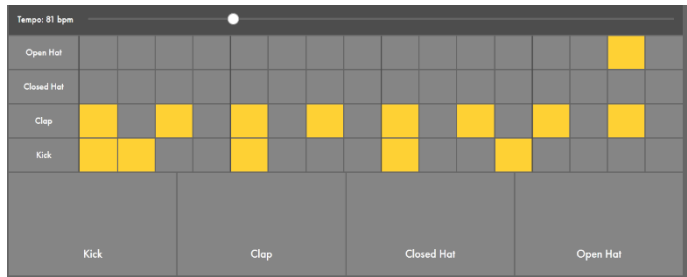 Tempo: 81 bpm
Open Hat
Closed Hat
Clap
Kick
Kick
Clap
Closed Hat
Open Hat